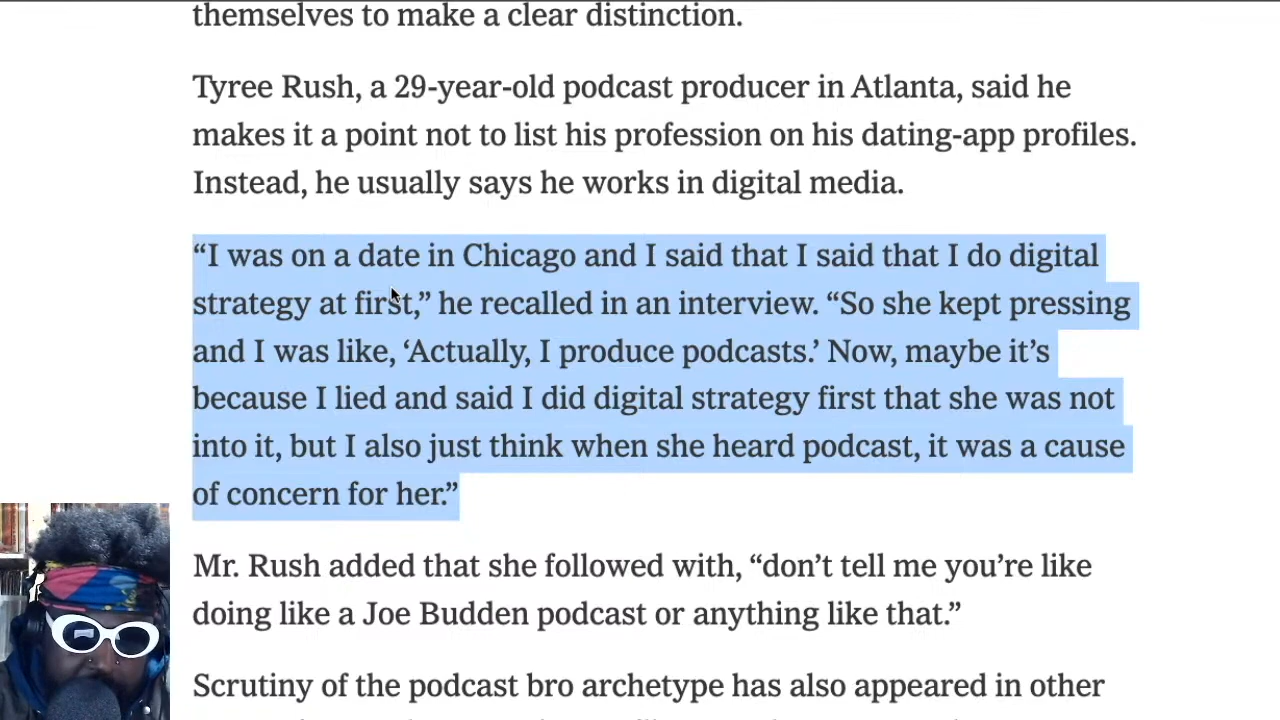 themselves to make a clear distinction.
Tyree Rush, a 29-year-old podcast producer in Atlanta, said he
makes it a point not to list his profession on his dating-app profiles.
Instead, he usually says he works in digital media.
“I was on a date in Chicago and I said that I said that I do digital
strategy at first,” he recalled in an interview. “So she kept pressing
and I was like, ‘Actually, I produce podcasts.’ Now, maybe it’s
because I lied and said I did digital strategy first that she was not
into it, but I also just think when she heard podcast, it was a cause
of concern for her.”
Mr. Rush added that she followed with, “don’t tell me you’re like
doing like a Joe Budden podcast or anything like that.”
Scrutiny of the podcast bro archetype has also appeared in other